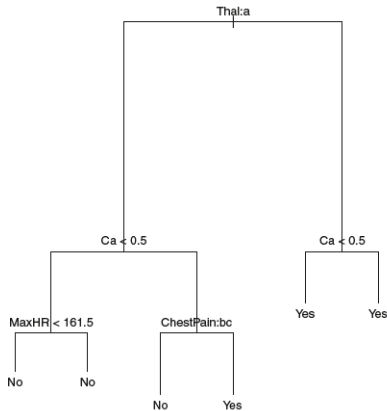 Thal:a
Ca < 0.5
Ca < 0.5
MaxHR < 161.5
ChestPain:bc
Yes
Yes
No
No
No
Yes